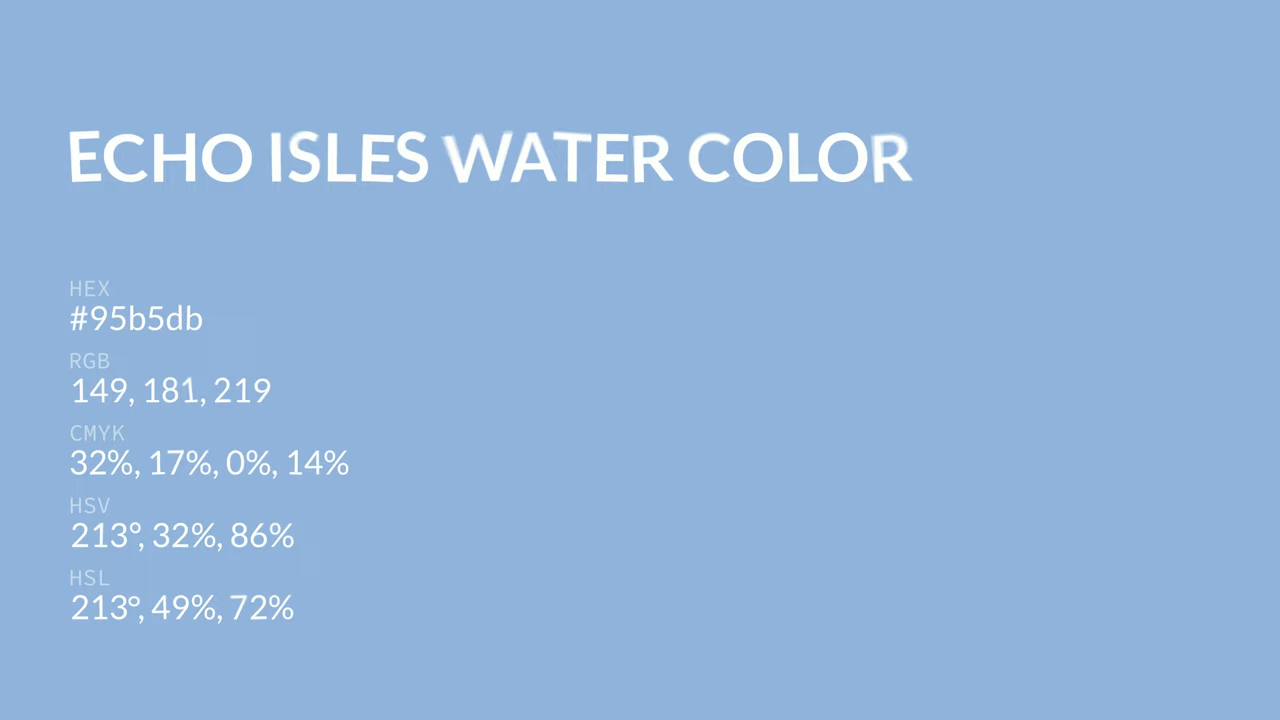 ECHO ISLES WATER COLOR
HEX
#95b5db
RGB
149, 181, 219
CMYK
32%, 17%, 0%, 14%
HSV
213°, 32%, 86%
HSL
213°, 49%, 72%